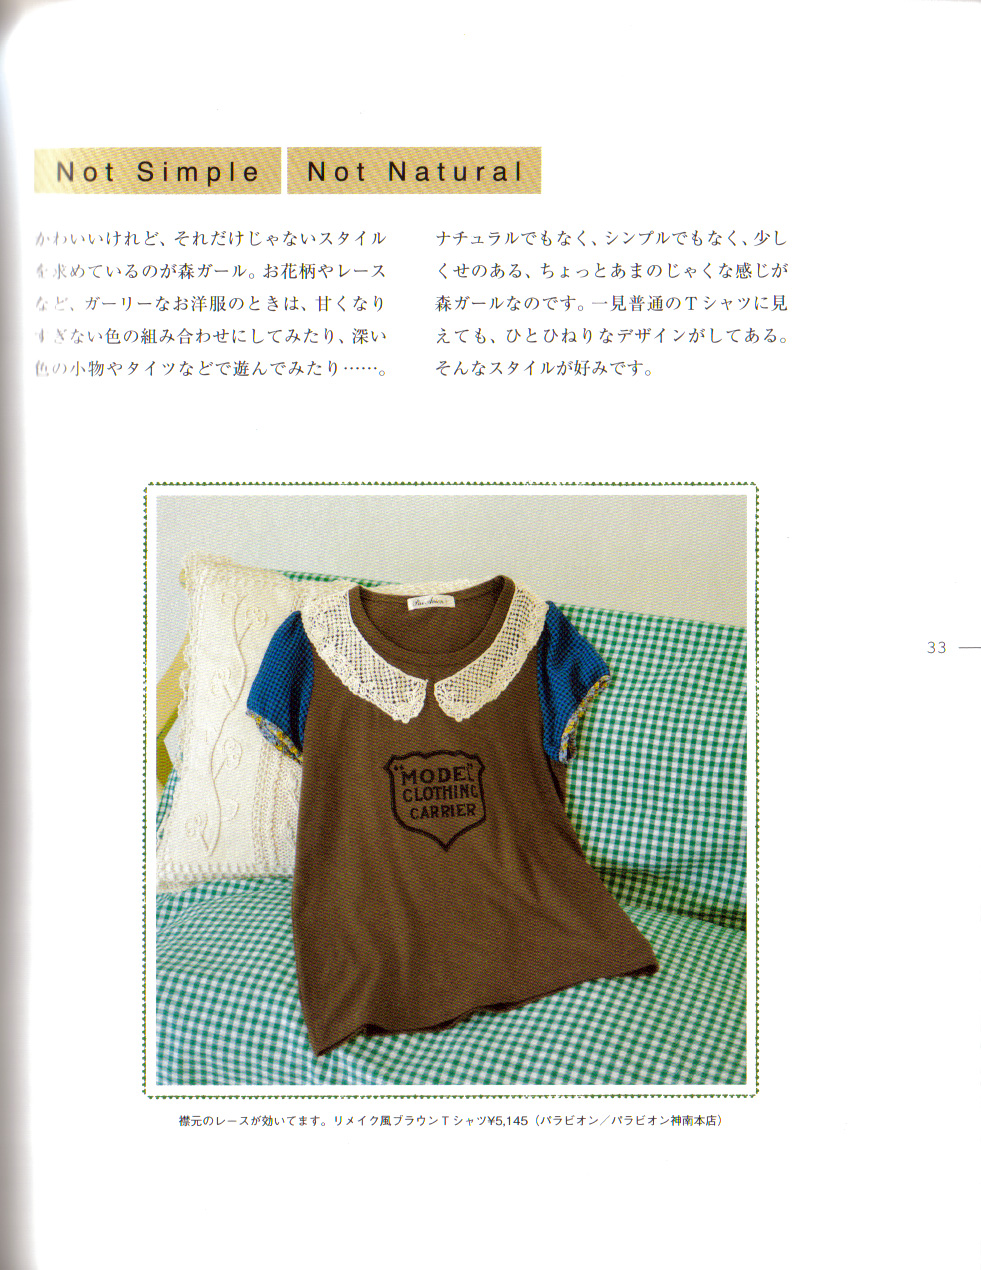 Not Simple
Not Natural
かわいいけれど、それだけじゃないスタイル
を求めているのが森ガール。お花柄やレース
など、ガーリーなお洋服のときは、甘くなり
すぎない色の組み合わせにしてみたり、深い
色の小物やタイツなどで遊んでみたり……。
ナチュラルでもなく、シンプルでもなく、少し
くせのある、ちょっとあまのじゃくな感じが
森ガールなのです。一見普通のTシャツに見
えても、ひとひねりなデザインがしてある。
そんなスタイルが好みです。
33
"MODEL"
CLOTHING
CARRIER
襟元のレースが効いてます。リメイク風ブラウンTシャツ¥5,145（パラビオン／パラビオン神南本店）